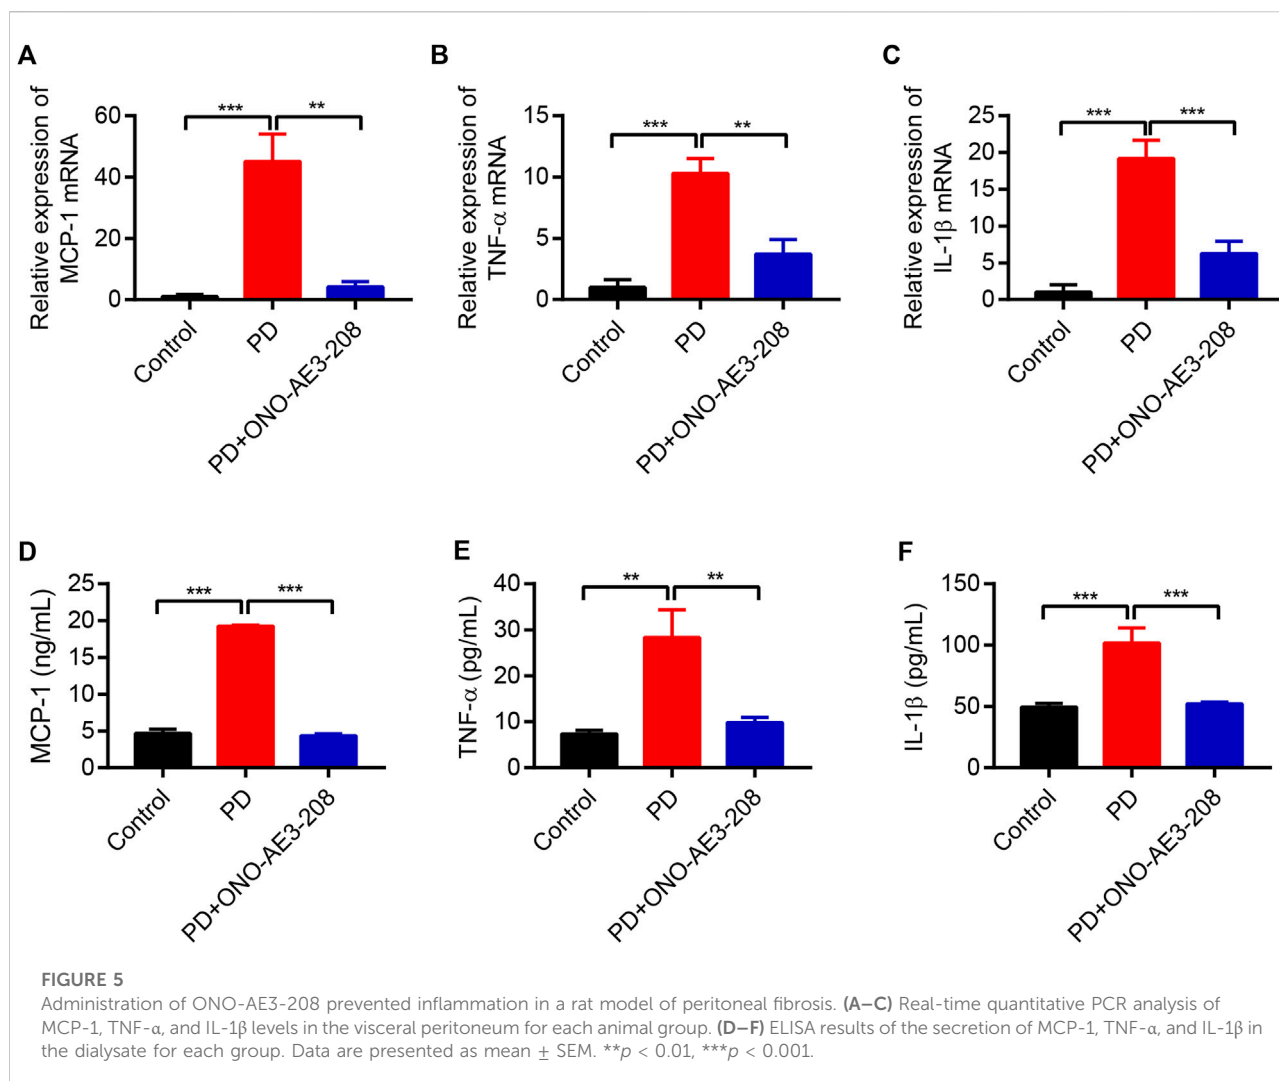 A
Relative expression of
MCP-1 mRNA
60
40
20
0
***
**
Control
PD
PD+ONO-AE3-208
B
Relative expression of
TNF-α mRNA
15
10
5
0
***
**
Control
PD
PD+ONO-AE3-208
C
Relative expression of
IL-1β mRNA
25
20
15
10
5
0
***
***
Control
PD
PD+ONO-AE3-208
D
MCP-1 (ng/mL)
25
20
15
10
5
0
***
***
Control
PD
PD+ONO-AE3-208
E
TNF-α (pg/mL)
40
30
20
10
0
**
**
Control
PD
PD+ONO-AE3-208
F
IL-1β (pg/mL)
150
100
50
0
***
***
Control
PD
PD+ONO-AE3-208
FIGURE 5
Administration of ONO-AE3-208 prevented inflammation in a rat model of peritoneal fibrosis. (A–C) Real-time quantitative PCR analysis of
MCP-1, TNF-α, and IL-1β levels in the visceral peritoneum for each animal group. (D–F) ELISA results of the secretion of MCP-1, TNF-α, and IL-1β in
the dialysate for each group. Data are presented as mean ± SEM. **p < 0.01, ***p < 0.001.